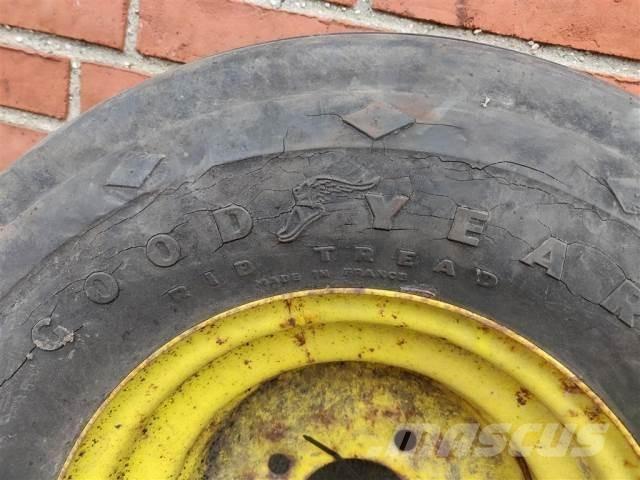 GOODYEAR
RIB TREAD
MADE IN FRANCE
mascus